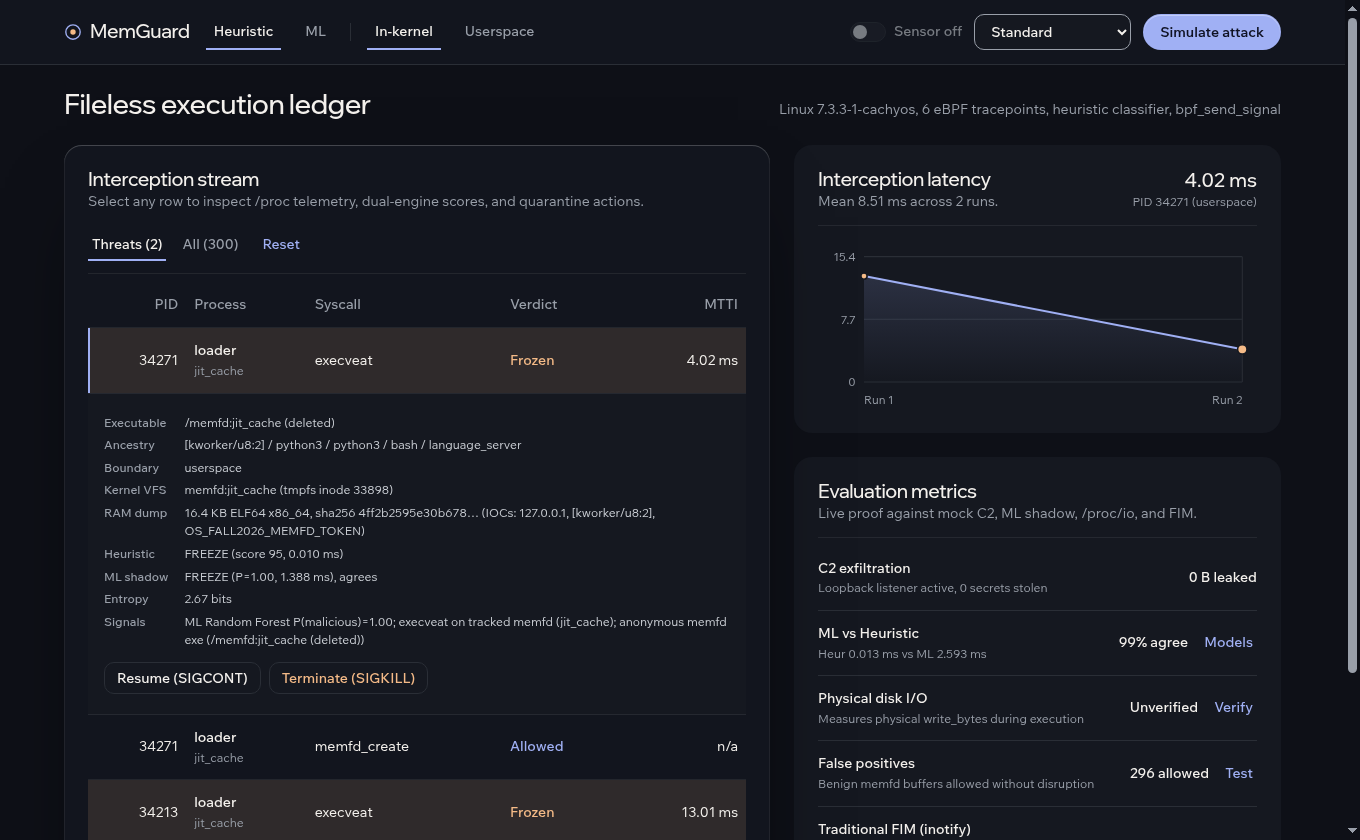 MemGuard Heuristic ML In-kernel Userspace Sensor off Standard Simulate attack
Fileless execution ledger
Linux 7.3.3-1-cachyos, 6 eBPF tracepoints, heuristic classifier, bpf_send_signal
Interception stream
Select any row to inspect /proc telemetry, dual-engine scores, and quarantine actions.
Threats (2) All (300) Reset
PID Process Syscall Verdict MTTI
34271 loader execveat Frozen 4.02 ms
jit_cache
Executable /memfd:jit_cache (deleted)
Ancestry [kworker/u8:2] / python3 / python3 / bash / language_server
Boundary userspace
Kernel VFS memfd:jit_cache (tmpfs inode 33898)
RAM dump 16.4 KB ELF64 x86_64, sha256 4ff2b2595e30b678… (IOCs: 127.0.0.1, [kworker/u8:2],
OS_FALL2026_MEMFD_TOKEN)
Heuristic FREEZE (score 95, 0.010 ms)
ML shadow FREEZE (P=1.00, 1.388 ms), agrees
Entropy 2.67 bits
Signals ML Random Forest P(malicious)=1.00; execveat on tracked memfd (jit_cache); anonymous memfd
exe (/memfd:jit_cache (deleted))
Resume (SIGCONT) Terminate (SIGKILL)
34271 loader memfd_create Allowed n/a
jit_cache
34213 loader execveat Frozen 13.01 ms
jit_cache
Interception latency 4.02 ms
Mean 8.51 ms across 2 runs. PID 34271 (userspace)
15.4
7.7
0
Run 1 Run 2
Evaluation metrics
Live proof against mock C2, ML shadow, /proc/io, and FIM.
C2 exfiltration 0 B leaked
Loopback listener active, 0 secrets stolen
ML vs Heuristic 99% agree Models
Heur 0.013 ms vs ML 2.593 ms
Physical disk I/O Unverified Verify
Measures physical write_bytes during execution
False positives 296 allowed Test
Benign memfd buffers allowed without disruption
Traditional FIM (inotify)